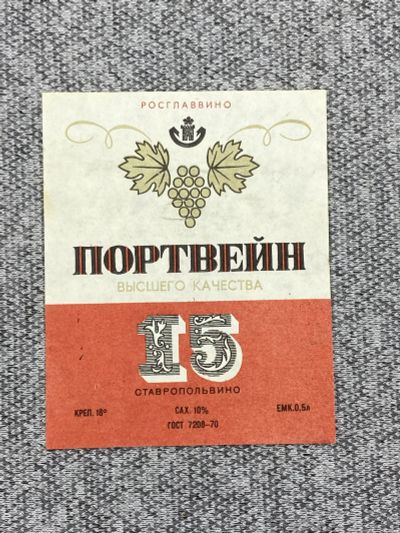 РОСГЛАВВИНО
ПОРТВЕЙН
ВЫСШЕГО КАЧЕСТВА
15
СТАВРОПОЛЬВИНО
КРЕП. 18° САХ. 10% ЕМК. 0,5л
ГОСТ 7208-70